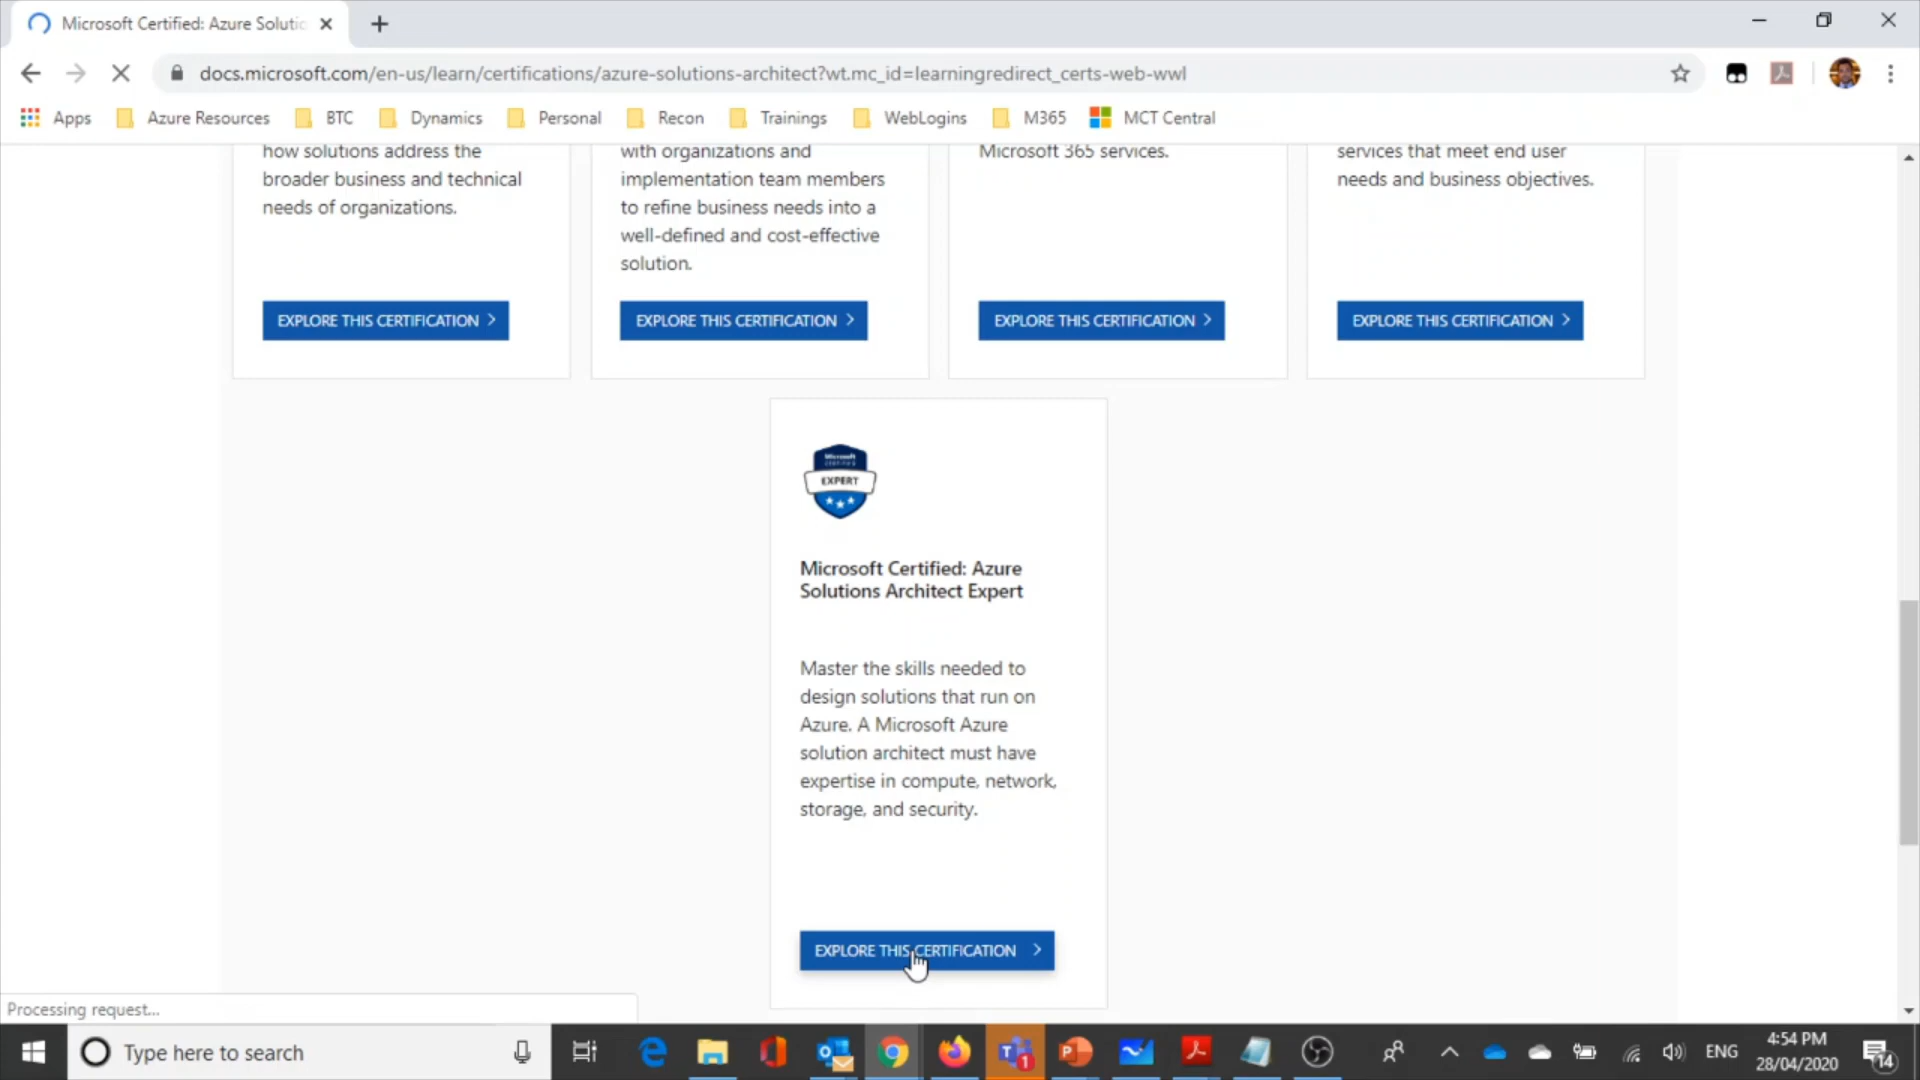 Microsoft Certified: Azure Solutio
docs.microsoft.com/en-us/learn/certifications/azure-solutions-architect?wt.mc_id=learningredirect_certs-web-wwl
Apps
Azure Resources
BTC
Dynamics
Personal
Recon
Trainings
WebLogins
M365
MCT Central
how solutions address the
broader business and technical
needs of organizations.
EXPLORE THIS CERTIFICATION
with organizations and
implementation team members
to refine business needs into a
well-defined and cost-effective
solution.
EXPLORE THIS CERTIFICATION
Microsoft 365 services.
EXPLORE THIS CERTIFICATION
services that meet end user
needs and business objectives.
EXPLORE THIS CERTIFICATION
Microsoft
CERTIFIED
EXPERT
Microsoft Certified: Azure
Solutions Architect Expert
Master the skills needed to
design solutions that run on
Azure. A Microsoft Azure
solution architect must have
expertise in compute, network,
storage, and security.
EXPLORE THIS CERTIFICATION
Processing request...
Type here to search
1
ENG
4:54 PM
28/04/2020
14